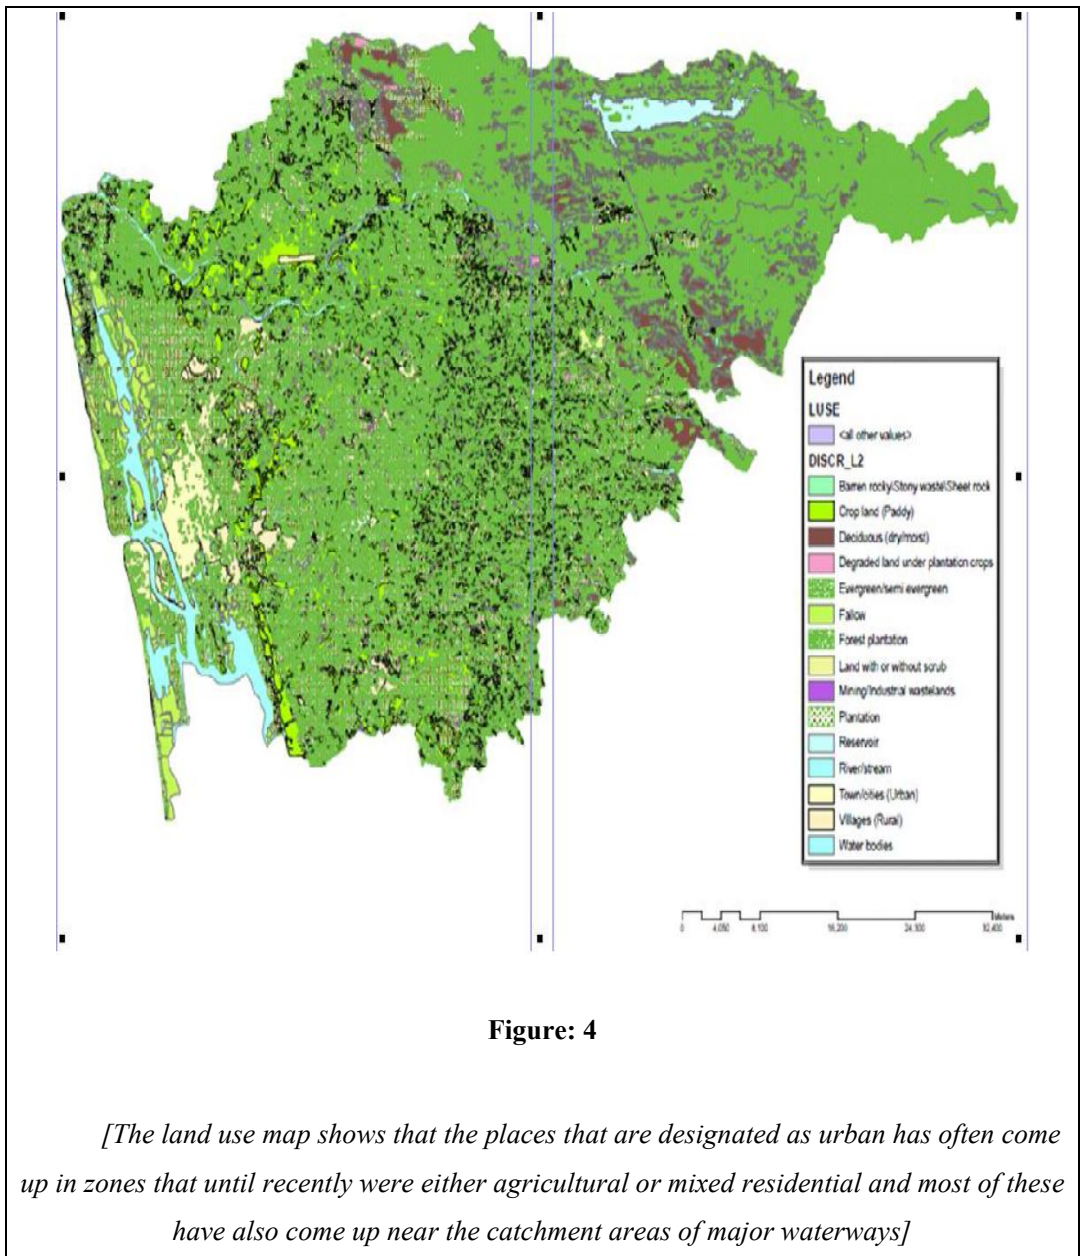 Legend
LUSE
<all other values>
DISCR_L2
Barren rocky\Stony waste\Sheet rock
Crop land (Paddy)
Deciduous (dry/moist)
Degraded land under plantation crops
Evergreen/semi evergreen
Fallow
Forest plantation
Land with or without scrub
Mining/Industrial wastelands
Plantation
Reservoir
River/stream
Town/cities (Urban)
Villages (Rural)
Water bodies
Meters
0 4,050 8,100 16,200 24,300 32,400
Figure: 4
[The land use map shows that the places that are designated as urban has often come
up in zones that until recently were either agricultural or mixed residential and most of these
have also come up near the catchment areas of major waterways]